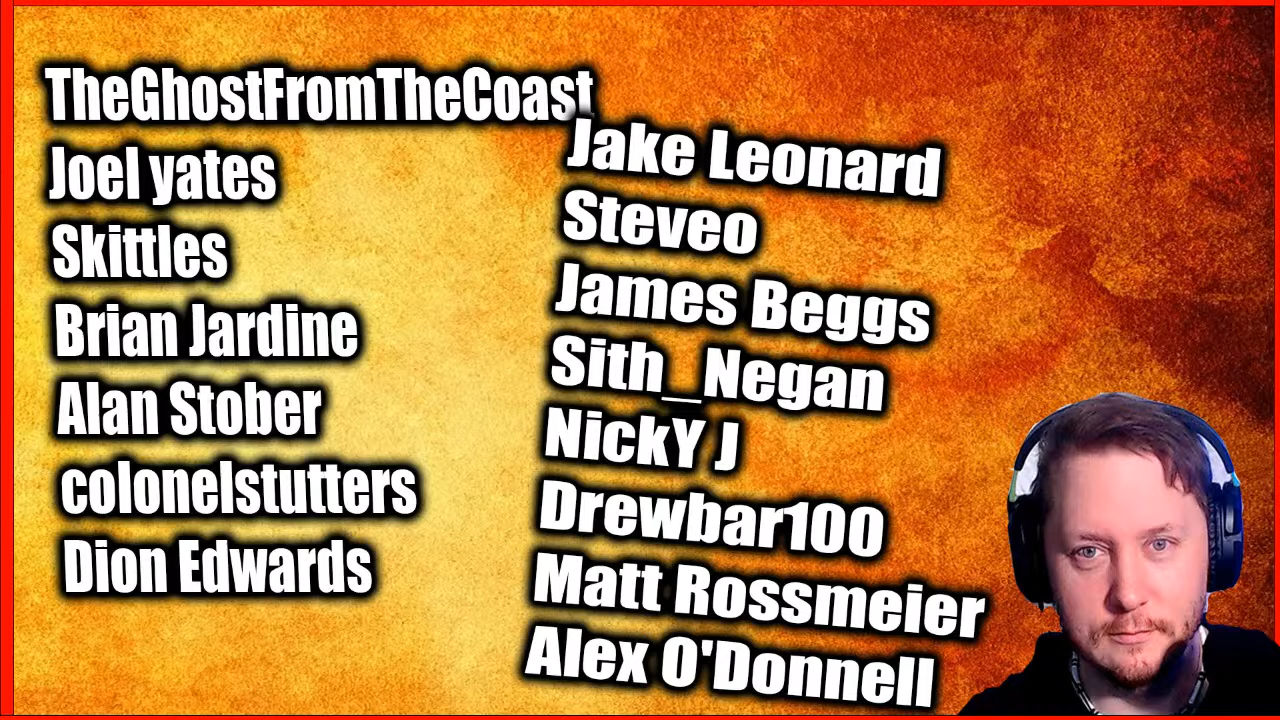 TheGhostFromTheCoast
Joel yates
Skittles
Brian Jardine
Alan Stober
colonelstutters
Dion Edwards
Jake Leonard
Steveo
James Beggs
Sith_Negan
NickY J
Drewbar100
Matt Rossmeier
Alex O'Donnell